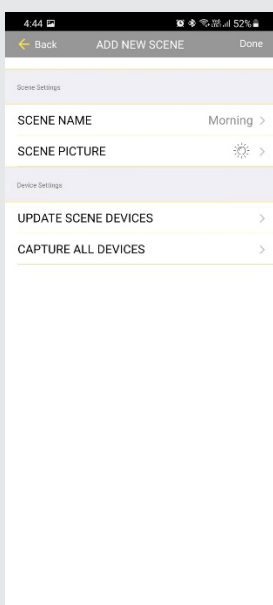 4:44 52%
Back ADD NEW SCENE Done
Scene Settings
SCENE NAME Morning
SCENE PICTURE
Device Settings
UPDATE SCENE DEVICES
CAPTURE ALL DEVICES